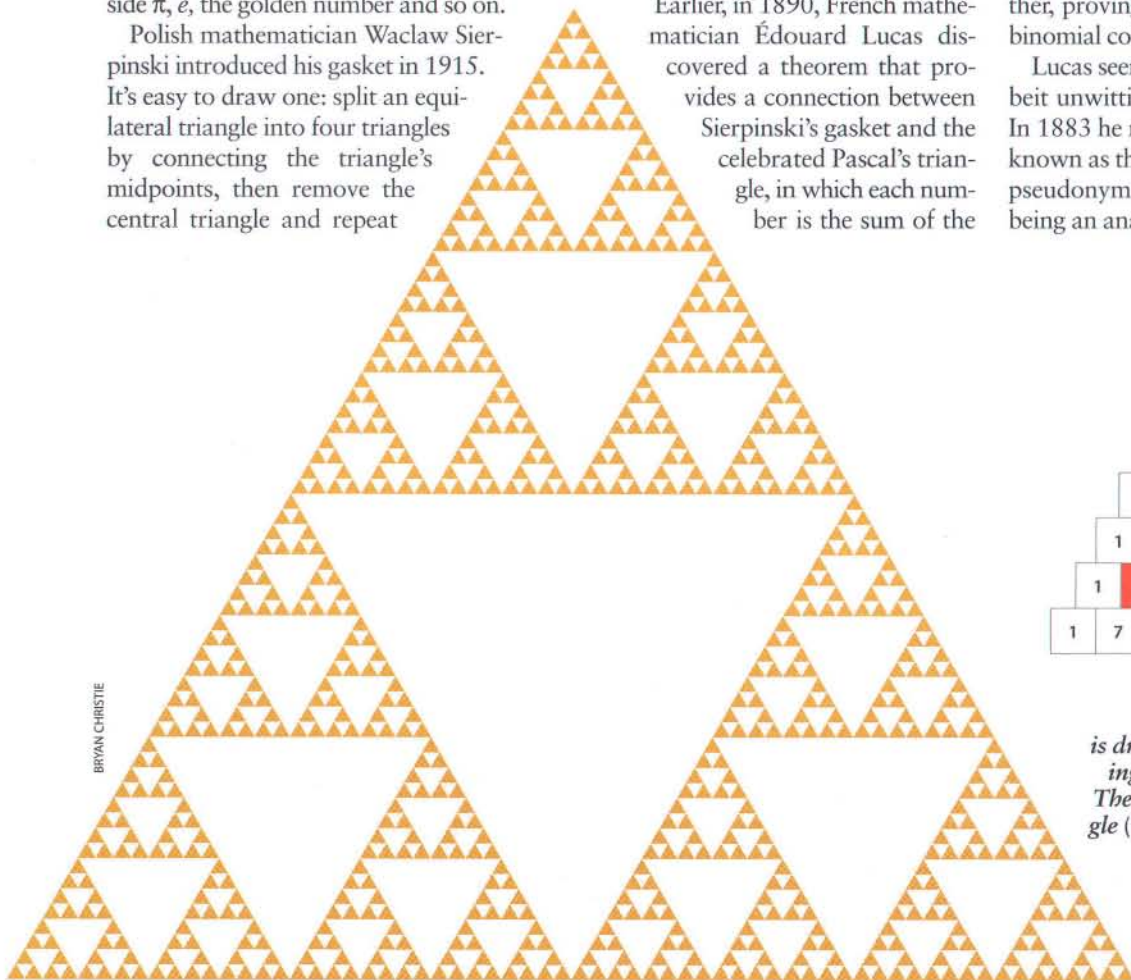 side π, e, the golden number and so on.
Polish mathematician Waclaw Sier-
pinski introduced his gasket in 1915.
It's easy to draw one: split an equi-
lateral triangle into four triangles
by connecting the triangle's
midpoints, then remove the
central triangle and repeat
Earlier, in 1890, French mathe-
matician Édouard Lucas dis-
covered a theorem that pro-
vides a connection between
Sierpinski's gasket and the
celebrated Pascal's trian-
gle, in which each num-
ber is the sum of the
ther, proving
binomial co
Lucas seer
beit unwitti
In 1883 he
known as th
pseudonym
being an ana
1
1
1 7
BRYAN CHRISTIE
is dr
ing
The
gle (